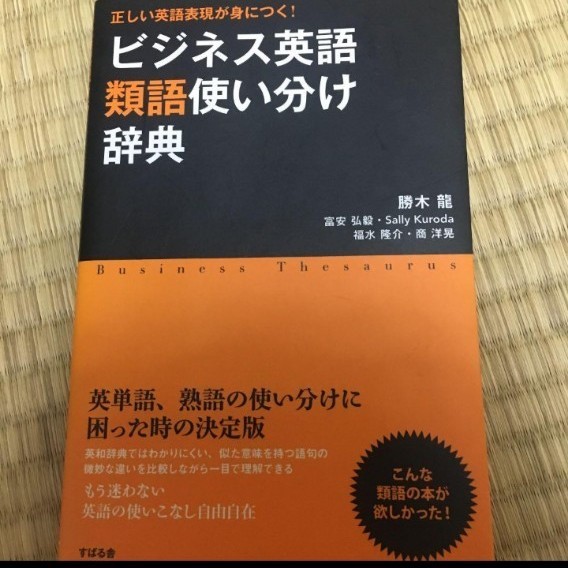 正しい英語表現が身につく！
ビジネス英語
類語使い分け
辞典
勝木 龍
富安 弘毅・Sally Kuroda
福水 隆介・商 洋晃
Business Thesaurus
英単語、熟語の使い分けに
困った時の決定版
英和辞典ではわかりにくい、似た意味を持つ語句の
微妙な違いを比較しながら一目で理解できる
もう迷わない
英語の使いこなし自由自在
こんな
類語の本が
欲しかった！
すばる舎